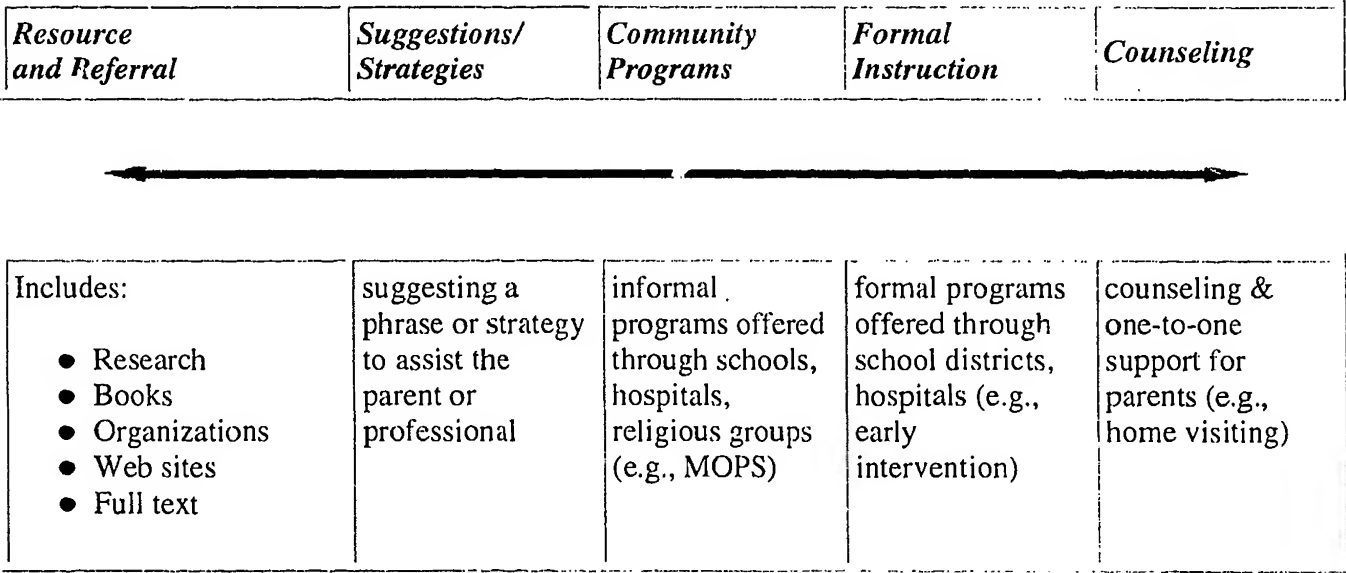 Resource
and Referral
Suggestions/
Strategies
Community
Programs
Formal
Instruction
Counseling
Includes:
● Research
● Books
● Organizations
● Web sites
● Full text
suggesting a
phrase or strategy
to assist the
parent or
professional
informal
programs offered
through schools,
hospitals,
religious groups
(e.g., MOPS)
formal programs
offered through
school districts,
hospitals (e.g.,
early
intervention)
counseling &
one-to-one
support for
parents (e.g.,
home visiting)